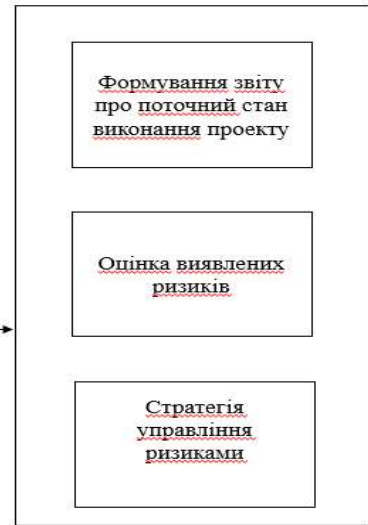 Формування звіту
про поточний стан
виконання проекту
Оцінка виявлених
ризиків
Стратегія
управління
ризиками